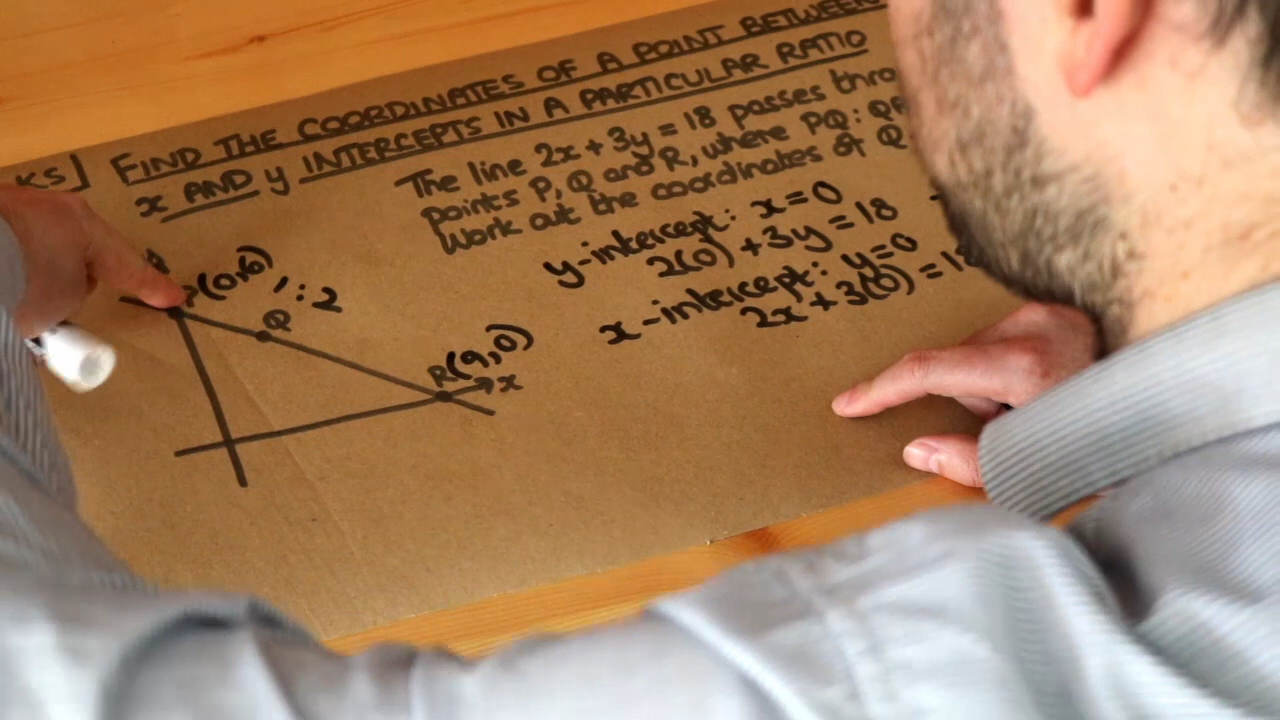 KS]
FIND THE COORDINATES OF A POINT BETWEEN
x AND y INTERCEPTS IN A PARTICULAR RATIO
The line 2x + 3y = 18 passes thro
points P, Q and R, where PQ : Q
Work out the coordinates of Q
y-intercept: x = 0
2(0) + 3y = 18
x-intercept: y = 0
2x + 3(0) = 18
P(0,6)
1 : 2
Q
R(9,0)
x